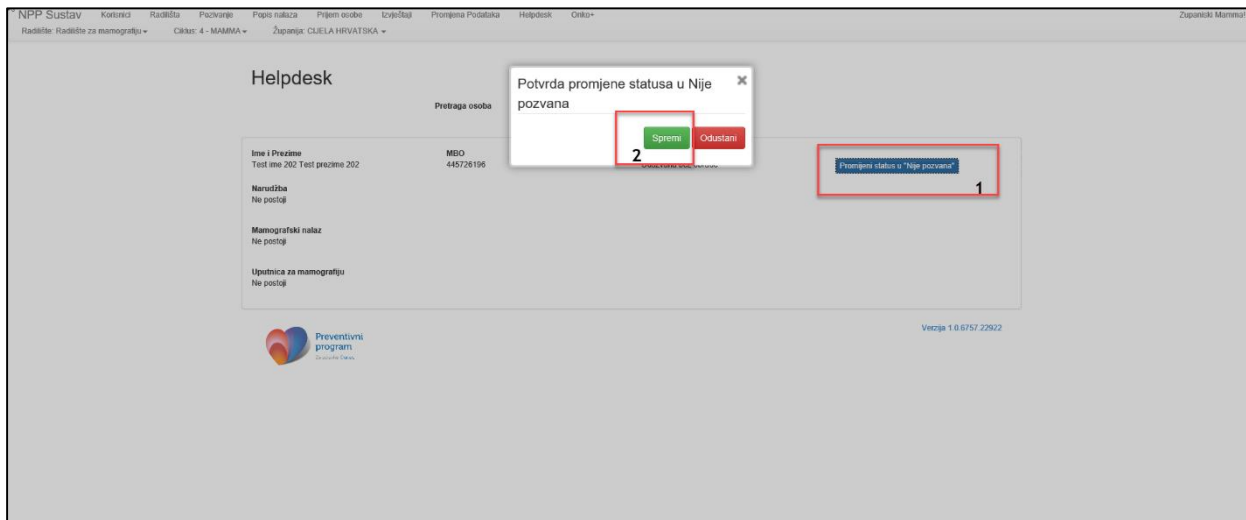 NPP Sustav Korisnici Radilišta Pozivanje Popis nalaza Prijem osobe Izvještaji Promjena Podataka Helpdesk Onko+ Zupaniski Mamma!
Radilište: Radilište za mamografiju Ciklus: 4 - MAMMA Županija: CIJELA HRVATSKA
Helpdesk
Potvrda promjene statusa u Nije
pozvana
Pretraga osoba
Spremi Odustani
2
Ime i Prezime MBO
Test ime 202 Test prezime 202 445726196
Promijeni status u "Nije pozvana"
1
Narudžba
Ne postoji
Mamografski nalaz
Ne postoji
Uputnica za mamografiju
Ne postoji
Preventivni
program
Verzija 1.0.6757.22922